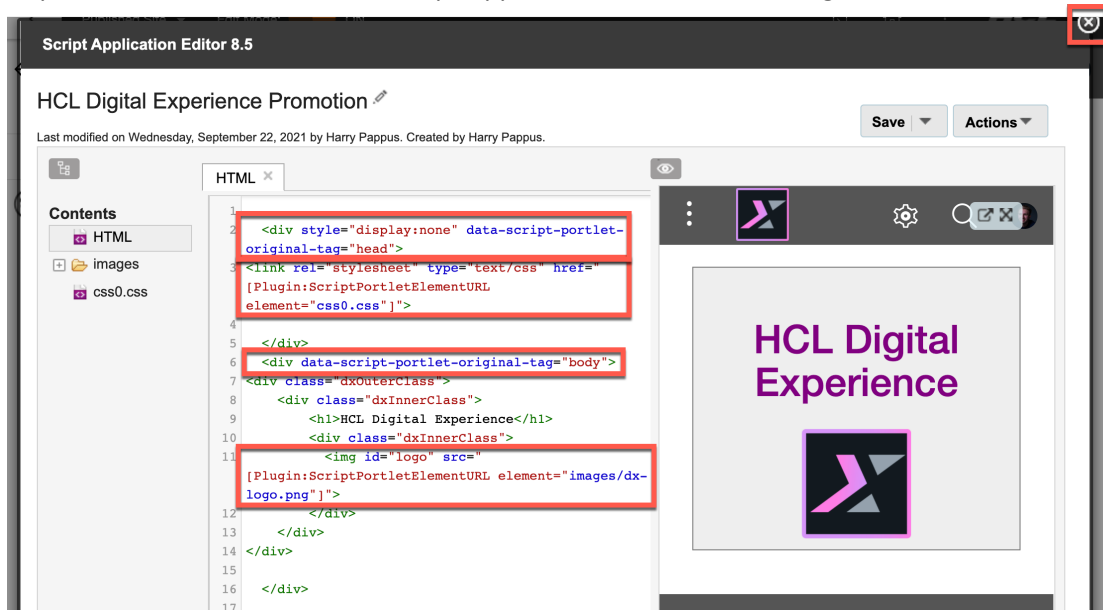 Script Application Editor 8.5
HCL Digital Experience Promotion
Last modified on Wednesday, September 22, 2021 by Harry Pappus. Created by Harry Pappus.
Save
Actions
HTML ×
Contents
HTML
images
css0.css
1
2 <div style="display:none" data-script-portlet-
original-tag="head">
3 <link rel="stylesheet" type="text/css" href="
[Plugin:ScriptPortletElementURL
element="css0.css"]">
4
5 </div>
6 <div data-script-portlet-original-tag="body">
7 <div class="dxOuterClass">
8 <div class="dxInnerClass">
9 <h1>HCL Digital Experience</h1>
10 <div class="dxInnerClass">
11 <img id="logo" src="
[Plugin:ScriptPortletElementURL element="images/dx-
logo.png"]">
12 </div>
13 </div>
14 </div>
15
16 </div>
17
HCL Digital
Experience